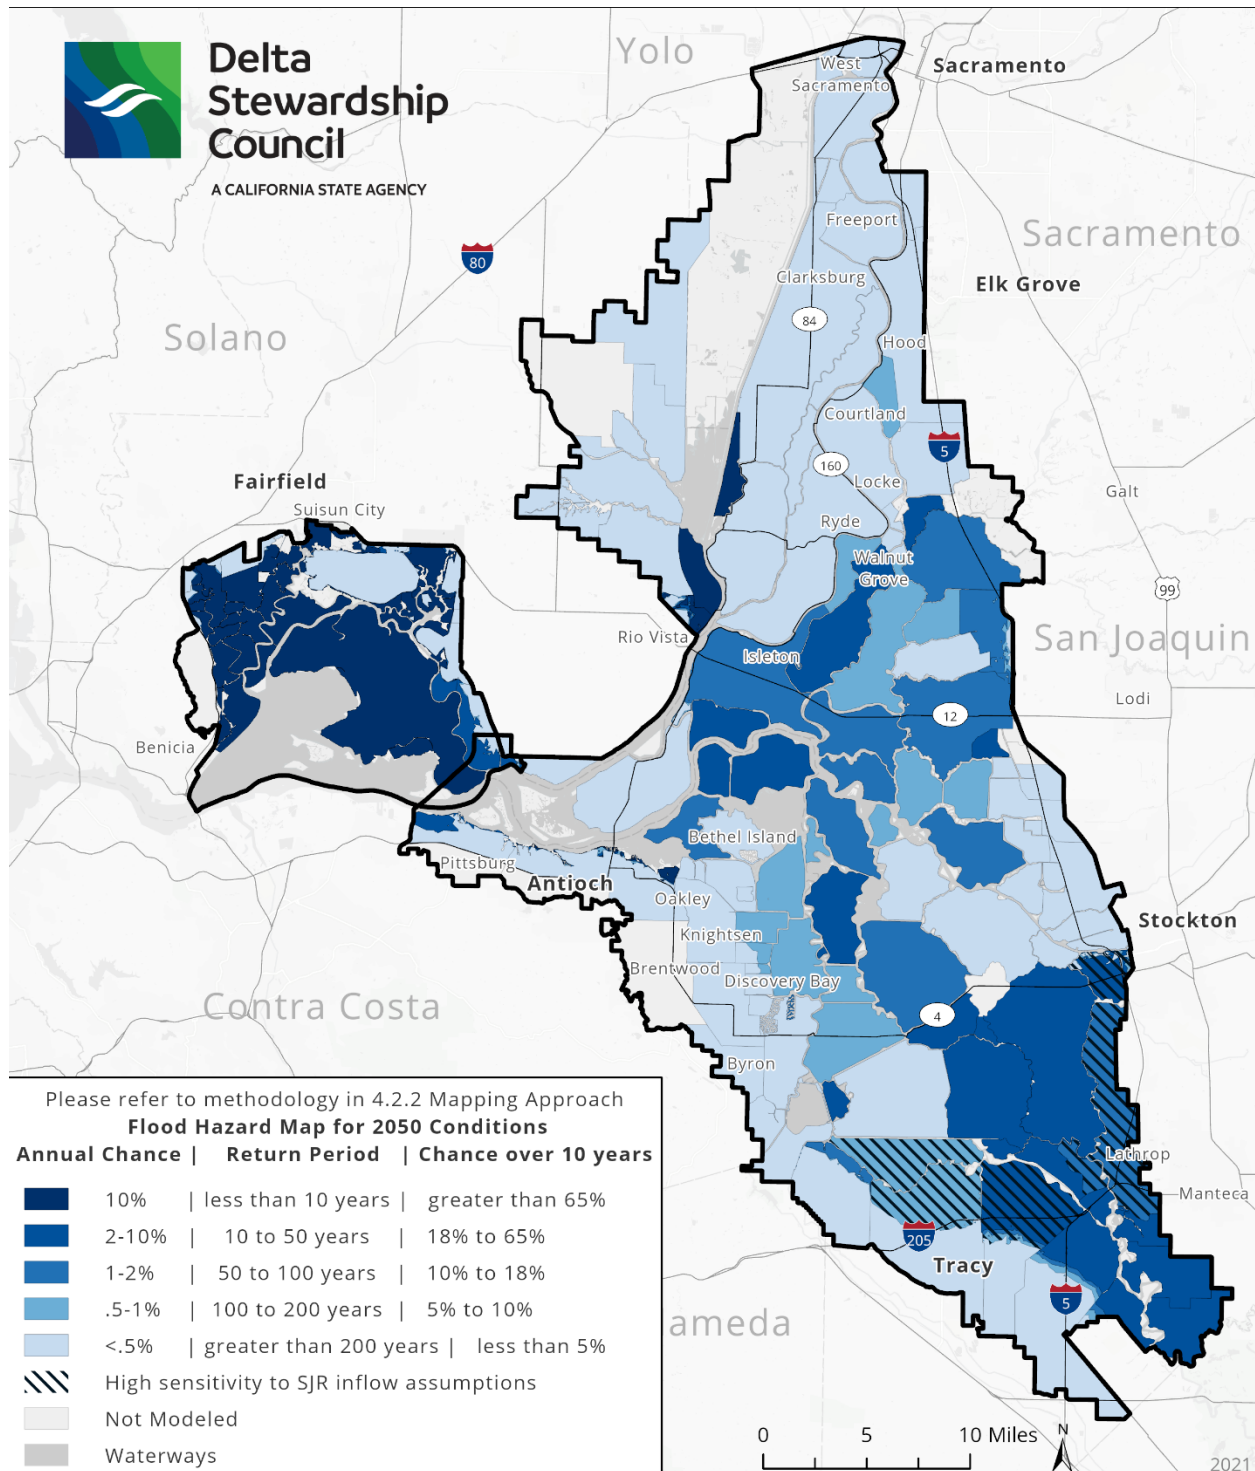 Delta
Stewardship
Council
A CALIFORNIA STATE AGENCY
Yolo
West
Sacramento
Sacramento
Freeport
Sacramento
80
Clarksburg
Elk Grove
84
Solano
Hood
Courtland
5
160
Fairfield
Locke
Galt
Suisun City
Ryde
Walnut
Grove
99
Rio Vista
San Joaquin
Isleton
Lodi
12
Benicia
Bethel Island
Pittsburg
Antioch
Oakley
Stockton
Knightsen
Brentwood
Discovery Bay
Contra Costa
4
Byron
Lathrop
Manteca
205
Tracy
5
ameda
Please refer to methodology in 4.2.2 Mapping Approach
Flood Hazard Map for 2050 Conditions
Annual Chance | Return Period | Chance over 10 years
10% | less than 10 years | greater than 65%
2-10% | 10 to 50 years | 18% to 65%
1-2% | 50 to 100 years | 10% to 18%
.5-1% | 100 to 200 years | 5% to 10%
<.5% | greater than 200 years | less than 5%
High sensitivity to SJR inflow assumptions
Not Modeled
Waterways
0 5 10 Miles
N
2021